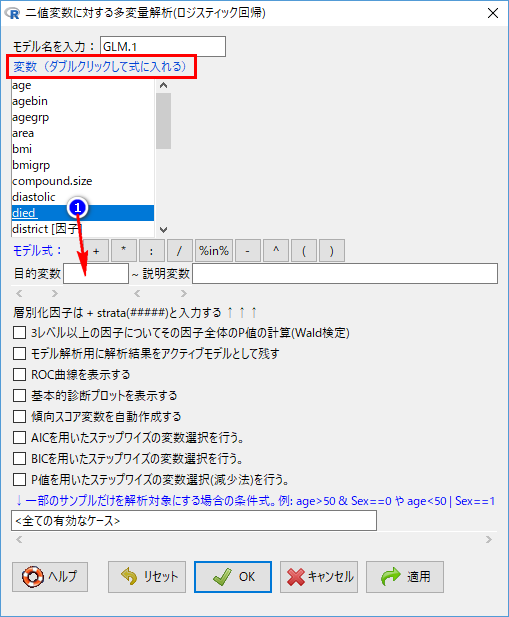 二値変数に対する多変量解析(ロジスティック回帰)
モデル名を入力： GLM.1
変数（ダブルクリックして式に入れる）
age
agebin
agegrp
area
bmi
bmigrp
compound.size
diastolic
died
district [因子]
1
モデル式： + * : / %in% - ^ ( )
目的変数 ~ 説明変数
層別化因子は + strata(#####)と入力する ↑ ↑ ↑
3レベル以上の因子についてその因子全体のP値の計算(Wald検定)
モデル解析用に解析結果をアクティブモデルとして残す
ROC曲線を表示する
基本的診断プロットを表示する
傾向スコア変数を自動作成する
AICを用いたステップワイズの変数選択を行う。
BICを用いたステップワイズの変数選択を行う。
P値を用いたステップワイズの変数選択(減少法)を行う。
↓一部のサンプルだけを解析対象にする場合の条件式。例: age>50 & Sex==0 や age<50 | Sex==1
<全ての有効なケース>
ヘルプ リセット OK キャンセル 適用